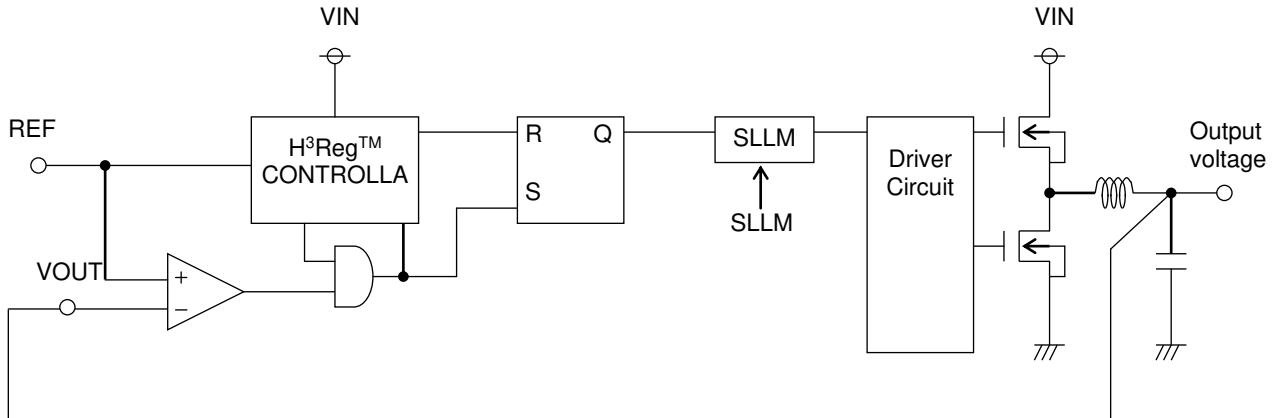 VIN
VIN
REF
H³Reg™
CONTROLLA
R
Q
S
SLLM
SLLM
Driver
Circuit
Output
voltage
VOUT
+
−